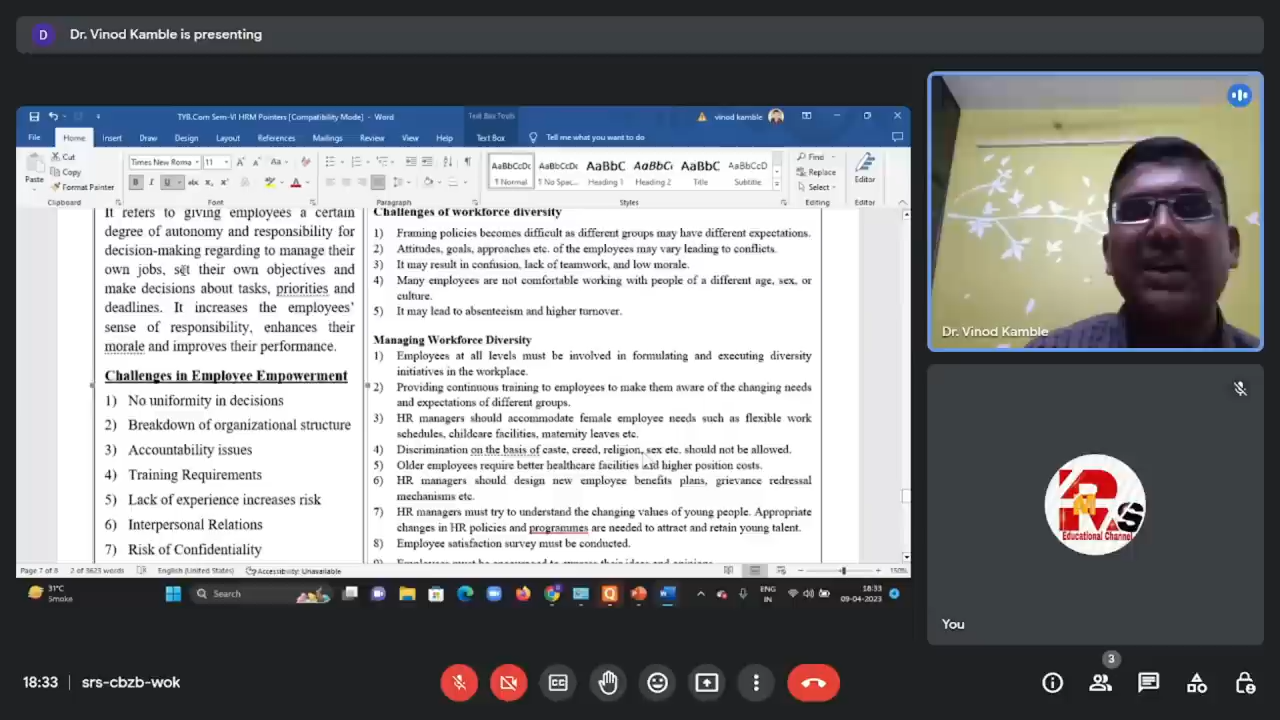 D
Dr. Vinod Kamble is presenting
TYB.Com Sem-VI HRM Pointers [Compatibility Mode] - Word
Text Box Tools
vinod kamble
File
Home
Insert
Draw
Design
Layout
References
Mailings
Review
View
Help
Text Box
Tell me what you want to do
Paste
Cut
Copy
Format Painter
Clipboard
Times New Roma
11
Font
Paragraph
AaBbCcDc
¶ Normal
AaBbCcDc
¶ No Spac...
AaBbC
Heading 1
AaBbC
Heading 2
AaBbC
Title
AaBbCcD
Subtitle
Styles
Find
Replace
Select
Editing
Editor
Editor
It refers to giving employees a certain
degree of autonomy and responsibility for
decision-making regarding to manage their
own jobs, set their own objectives and
make decisions about tasks, priorities and
deadlines. It increases the employees'
sense of responsibility, enhances their
morale and improves their performance.
Challenges in Employee Empowerment
1) No uniformity in decisions
2) Breakdown of organizational structure
3) Accountability issues
4) Training Requirements
5) Lack of experience increases risk
6) Interpersonal Relations
7) Risk of Confidentiality
Challenges of workforce diversity
1) Framing policies becomes difficult as different groups may have different expectations.
2) Attitudes, goals, approaches etc. of the employees may vary leading to conflicts.
3) It may result in confusion, lack of teamwork, and low morale.
4) Many employees are not comfortable working with people of a different age, sex, or
culture.
5) It may lead to absenteeism and higher turnover.
Managing Workforce Diversity
1) Employees at all levels must be involved in formulating and executing diversity
initiatives in the workplace.
2) Providing continuous training to employees to make them aware of the changing needs
and expectations of different groups.
3) HR managers should accommodate female employee needs such as flexible work
schedules, childcare facilities, maternity leaves etc.
4) Discrimination on the basis of caste, creed, religion, sex etc. should not be allowed.
5) Older employees require better healthcare facilities and higher position costs.
6) HR managers should design new employee benefits plans, grievance redressal
mechanisms etc.
7) HR managers must try to understand the changing values of young people. Appropriate
changes in HR policies and programmes are needed to attract and retain young talent.
8) Employee satisfaction survey must be conducted.
Page 7 of 8
2 of 3623 words
English (United States)
Accessibility: Unavailable
150%
31°C
Smoke
Search
ENG
IN
18:33
09-04-2023
Dr. Vinod Kamble
Educational Channel
You
18:33 | srs-cbzb-wok
3